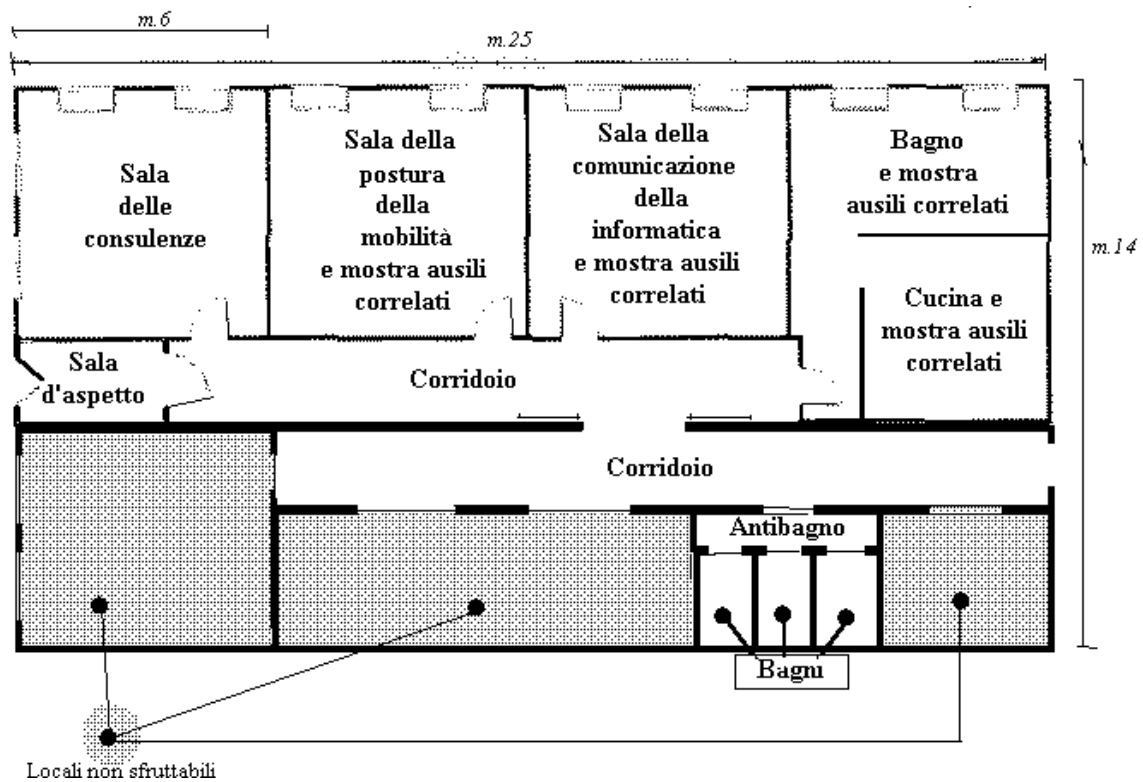 m.6
m.25
Sala
delle
consulenze
Sala della
postura
della
mobilità
e mostra ausili
correlati
Sala della
comunicazione
della
informatica
e mostra ausili
correlati
Bagno
e mostra
ausili correlati
m.14
Cucina e
mostra ausili
correlati
Sala
d'aspetto
Corridoio
Corridoio
Antibagno
Bagni
Locali non sfruttabili